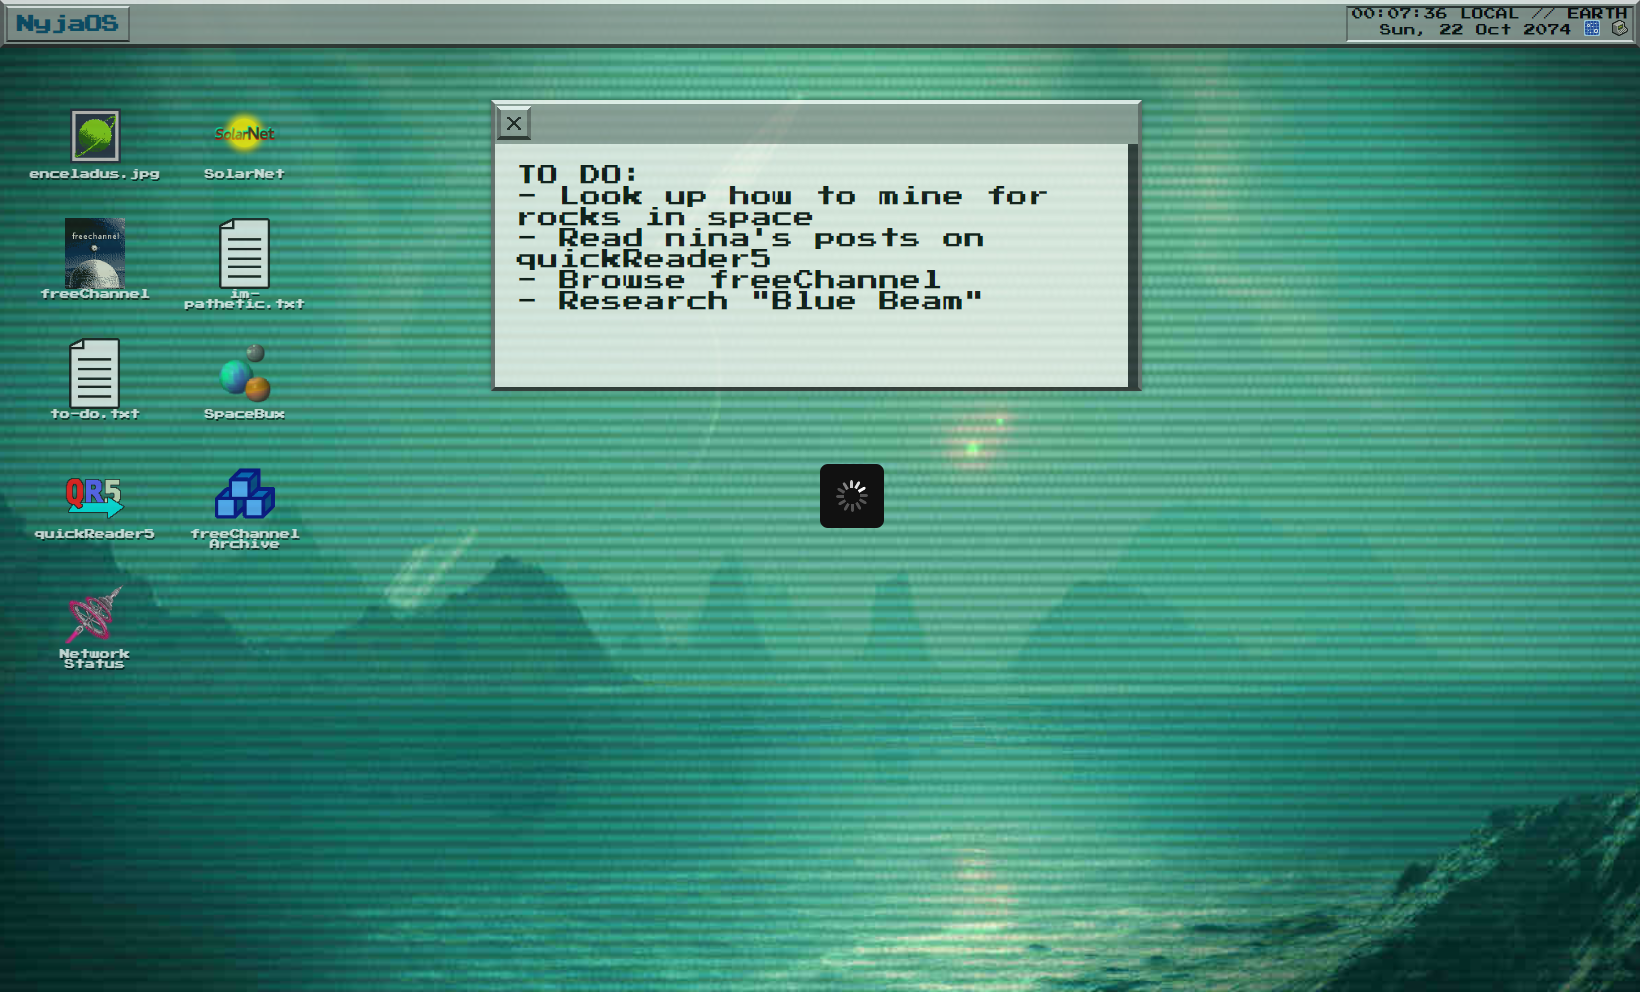 NyjaOS
00:07:36 LOCAL // EARTH
Sun, 22 Oct 2074
enceladus.jpg
SolarNet
SolarNet
freechannel
freeChannel
im-
pathetic.txt
to-do.txt
SpaceBux
QR5
quickReader5
freeChannel
Archive
Network
Status
TO DO:
- Look up how to mine for
rocks in space
- Read nina's posts on
quickReader5
- Browse freeChannel
- Research "Blue Beam"